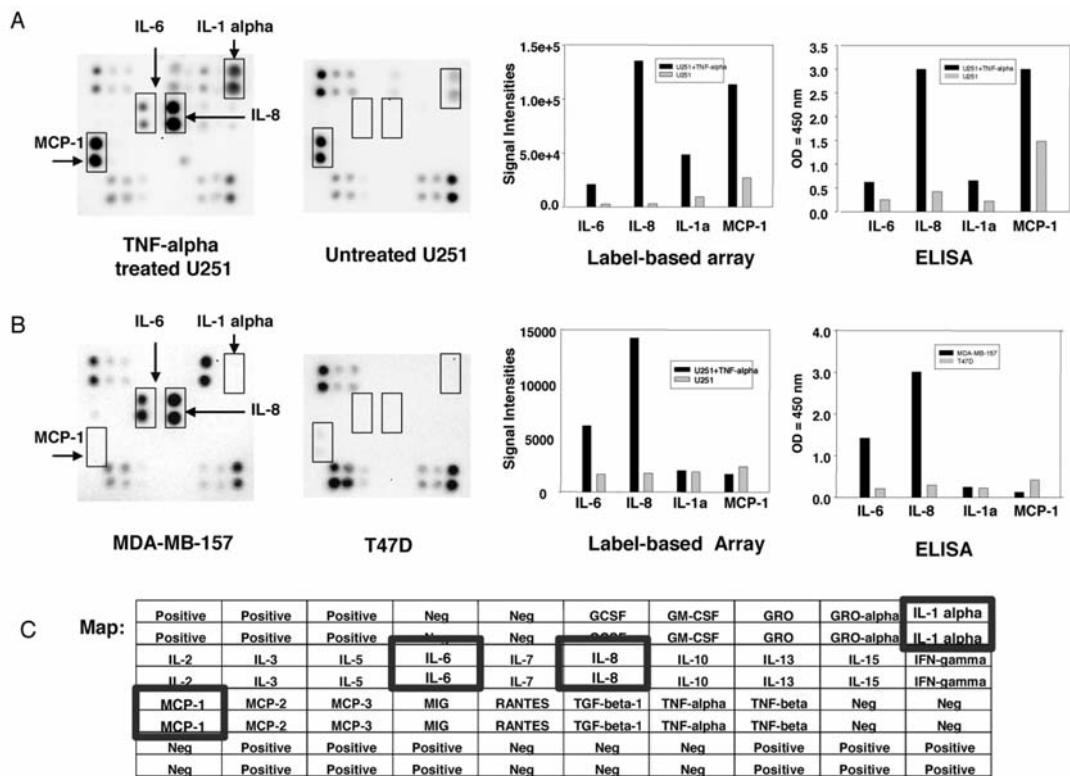 A
IL-6
IL-1 alpha
MCP-1
IL-8
TNF-alpha
treated U251
Untreated U251
Signal Intensities
1.5e+5
1.0e+5
5.0e+4
0.0
U251+TNF-alpha
U251
IL-6 IL-8 IL-1a MCP-1
Label-based array
OD = 450 nm
3.5
3.0
2.5
2.0
1.5
1.0
0.5
0.0
U251+TNF-alpha
U251
IL-6 IL-8 IL-1a MCP-1
ELISA
B
IL-6
IL-1 alpha
MCP-1
IL-8
MDA-MB-157
T47D
Signal Intensities
15000
10000
5000
0
U251+TNF-alpha
U251
IL-6 IL-8 IL-1a MCP-1
Label-based Array
OD = 450 nm
4.0
3.0
2.0
1.0
0.0
MDA-MB-157
T47D
IL-6 IL-8 IL-1a MCP-1
ELISA
C
Map:
Positive Positive Positive Neg Neg GCSF GM-CSF GRO GRO-alpha IL-1 alpha
Positive Positive Positive Neg Neg GCSF GM-CSF GRO GRO-alpha IL-1 alpha
IL-2 IL-3 IL-5 IL-6 IL-7 IL-8 IL-10 IL-13 IL-15 IFN-gamma
IL-2 IL-3 IL-5 IL-6 IL-7 IL-8 IL-10 IL-13 IL-15 IFN-gamma
MCP-1 MCP-2 MCP-3 MIG RANTES TGF-beta-1 TNF-alpha TNF-beta Neg Neg
MCP-1 MCP-2 MCP-3 MIG RANTES TGF-beta-1 TNF-alpha TNF-beta Neg Neg
Neg Positive Positive Positive Neg Neg Neg Positive Positive Positive
Neg Positive Positive Positive Neg Neg Neg Positive Positive Positive